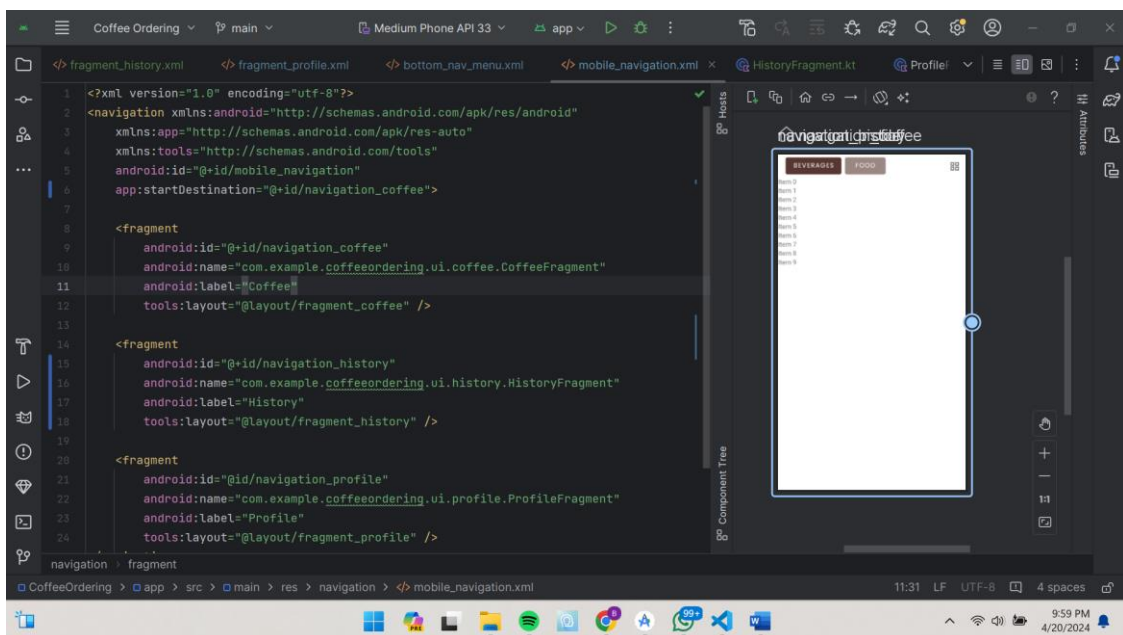 Coffee Ordering main Medium Phone API 33 app
fragment_history.xml fragment_profile.xml bottom_nav_menu.xml mobile_navigation.xml HistoryFragment.kt ProfileF
1 <?xml version="1.0" encoding="utf-8"?>
2 <navigation xmlns:android="http://schemas.android.com/apk/res/android"
3 xmlns:app="http://schemas.android.com/apk/res-auto"
4 xmlns:tools="http://schemas.android.com/tools"
5 android:id="@+id/mobile_navigation"
6 app:startDestination="@+id/navigation_coffee">
7
8 <fragment
9 android:id="@+id/navigation_coffee"
10 android:name="com.example.coffeeordering.ui.coffee.CoffeeFragment"
11 android:label="Coffee"
12 tools:layout="@layout/fragment_coffee" />
13
14 <fragment
15 android:id="@+id/navigation_history"
16 android:name="com.example.coffeeordering.ui.history.HistoryFragment"
17 android:label="History"
18 tools:layout="@layout/fragment_history" />
19
20 <fragment
21 android:id="@id/navigation_profile"
22 android:name="com.example.coffeeordering.ui.profile.ProfileFragment"
23 android:label="Profile"
24 tools:layout="@layout/fragment_profile" />
navigation fragment
Hosts
Component Tree
Attributes
BEVERAGES FOOD
Item 0
Item 1
Item 2
Item 3
Item 4
Item 5
Item 6
Item 7
Item 8
Item 9
1:1
CoffeeOrdering > app > src > main > res > navigation > mobile_navigation.xml 11:31 LF UTF-8 4 spaces
PRE
99+
9:59 PM
4/20/2024